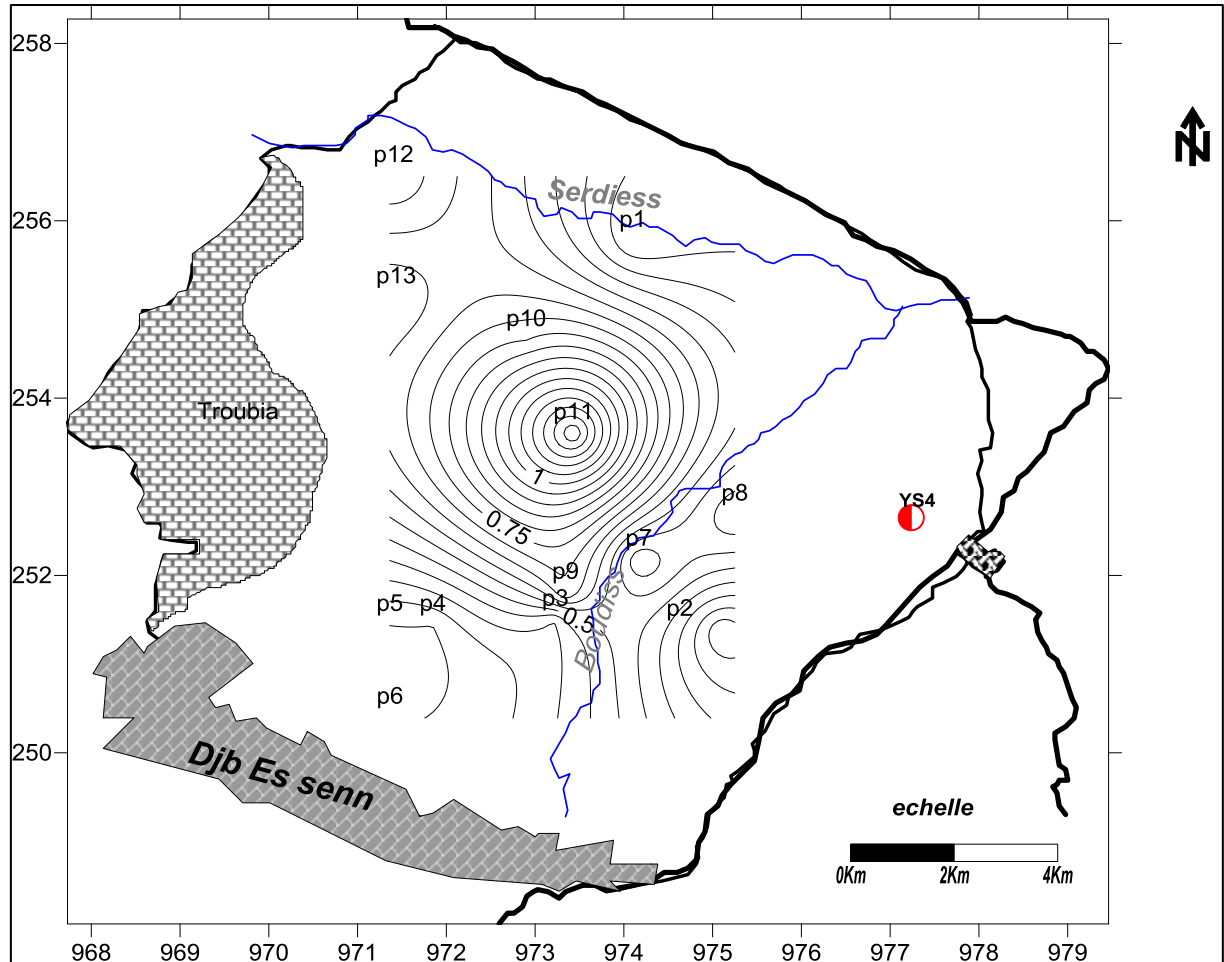 258
256
254
252
250
N
p12
Serdiess
p1
p13
p10
p11
Troubia
1
p8
YS4
0.75
p7
p9
p3
p5
p4
0.5
p2
Boudiss
p6
Djb Es senn
echelle
0Km
2Km
4Km
968
969
970
971
972
973
974
975
976
977
978
979